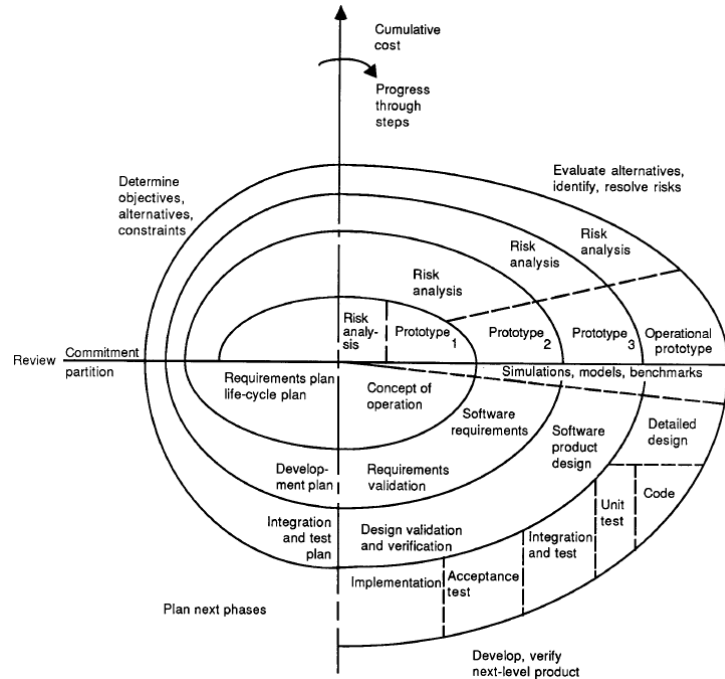 Cumulative
cost
Progress
through
steps
Determine
objectives,
alternatives,
constraints
Evaluate alternatives,
identify, resolve risks
Risk
analysis
Risk
analysis
Risk
analysis
Risk
analy-
sis
Prototype
1
Prototype
2
Prototype
3
Operational
prototype
Review
Commitment
partition
Simulations, models, benchmarks
Requirements plan
life-cycle plan
Concept of
operation
Software
requirements
Software
product
design
Detailed
design
Develop-
ment plan
Requirements
validation
Integration
and test
plan
Design validation
and verification
Code
Unit
test
Integration
and test
Acceptance
test
Implementation
Plan next phases
Develop, verify
next-level product